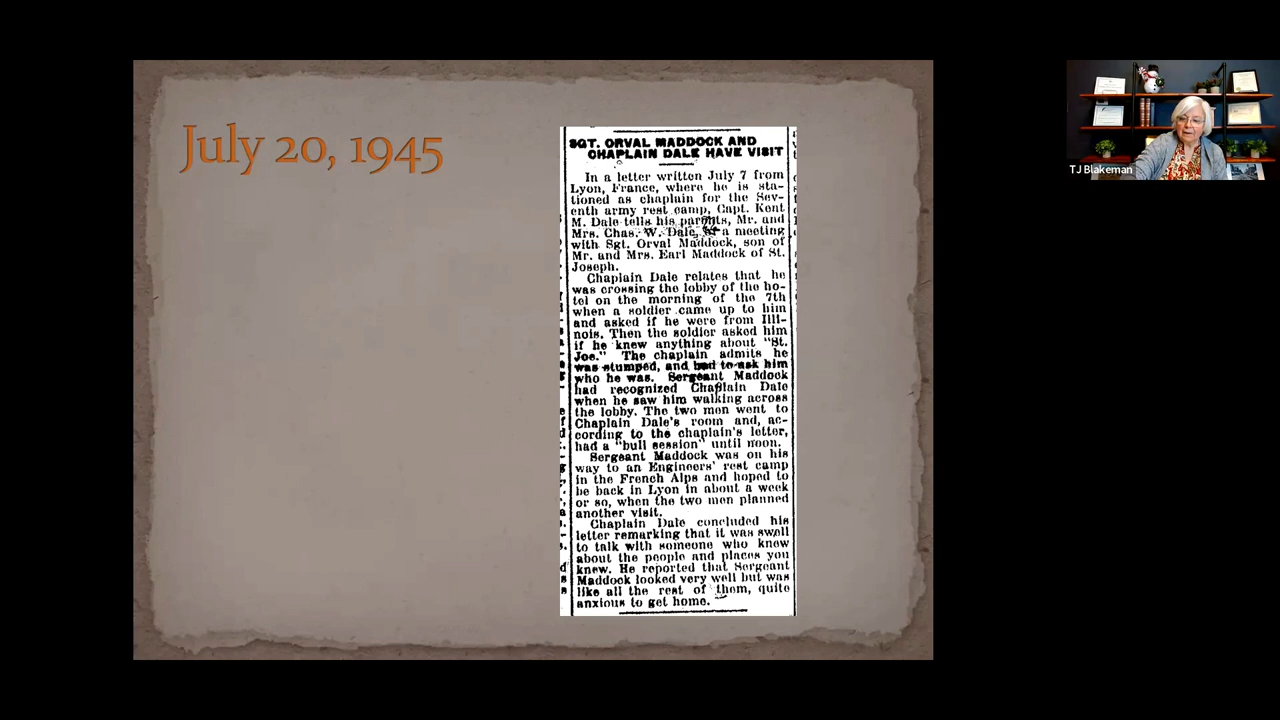 July 20, 1945
SGT. ORVAL MADDOCK AND
CHAPLAIN DALE HAVE VISIT
In a letter written July 7 from
Lyon, France, where he is sta-
tioned as chaplain for the Sev-
enth army rest camp, Capt. Kent
M. Dale tells his parents, Mr. and
Mrs. Chas. W. Dale, of a meeting
with Sgt. Orval Maddock, son of
Mr. and Mrs. Earl Maddock of St.
Joseph.
Chaplain Dale relates that he
was crossing the lobby of the ho-
tel on the morning of the 7th
when a soldier came up to him
and asked if he were from Illi-
nois. Then the soldier asked him
if he knew anything about "St.
Joe." The chaplain admits he
was stumped, and had to ask him
who he was. Sergeant Maddock
had recognized Chaplain Dale
when he saw him walking across
the lobby. The two men went to
Chaplain Dale's room and, ac-
cording to the chaplain's letter,
had a "bull session" until noon.
Sergeant Maddock was on his
way to an Engineers' rest camp
in the French Alps and hoped to
be back in Lyon in about a week
or so, when the two men planned
another visit.
Chaplain Dale concluded his
letter remarking that it was swell
to talk with someone who knew
about the people and places you
knew. He reported that Sergeant
Maddock looked very well but was
like all the rest of them, quite
anxious to get home.
TJ Blakeman